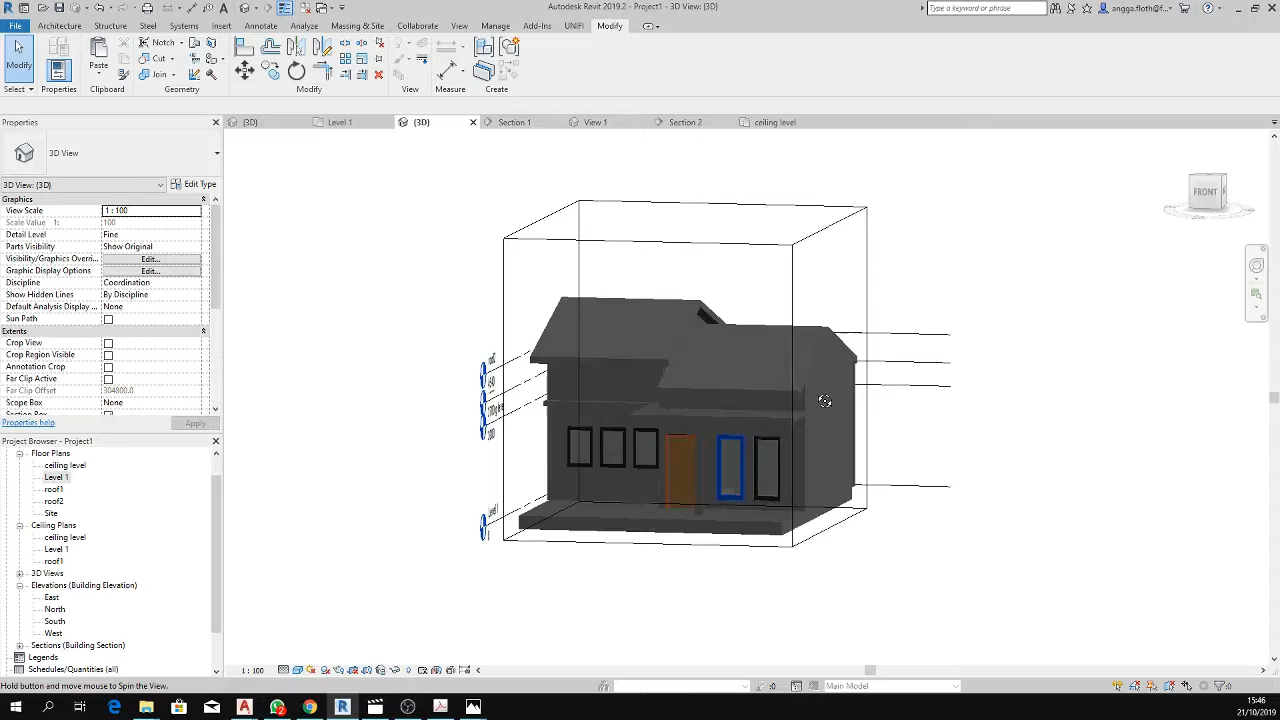 Autodesk Revit 2019.2 - Project1 - 3D View: {3D}
Type a keyword or phrase
angga.floth@f...
File Architecture Structure Steel Systems Insert Annotate Analyze Massing & Site Collaborate View Manage Add-Ins UNIFI Modify
Modify
Properties
Paste
Notches
Cut
Join
Select Properties Clipboard Geometry Modify View Measure Create
Properties
{3D} Level 1 {3D} Section 1 View 1 Section 2 ceiling level
3D View
3D View: {3D} Edit Type
Graphics
View Scale 1 : 100
Scale Value 1: 100
Detail Level Fine
Parts Visibility Show Original
Visibility/Graphics Overri... Edit...
Graphic Display Options Edit...
Discipline Coordination
Show Hidden Lines By Discipline
Default Analysis Display ... None
Sun Path
Extents
Crop View
Crop Region Visible
Annotation Crop
Far Clip Active
Far Clip Offset 304800.0
Scope Box None
Properties help Apply
Project Browser - Project1
Floor Plans
ceiling level
Level 1
roof1
roof2
Site
Ceiling Plans
ceiling level
Level 1
roof1
3D Views
Elevations (Building Elevation)
East
North
South
West
Sections (Building Section)
Legends
Schedules/Quantities (all)
FRONT
1 : 100
Hold button and move mouse to Spin the View.
:0
Main Model
:0
15:46
21/10/2019